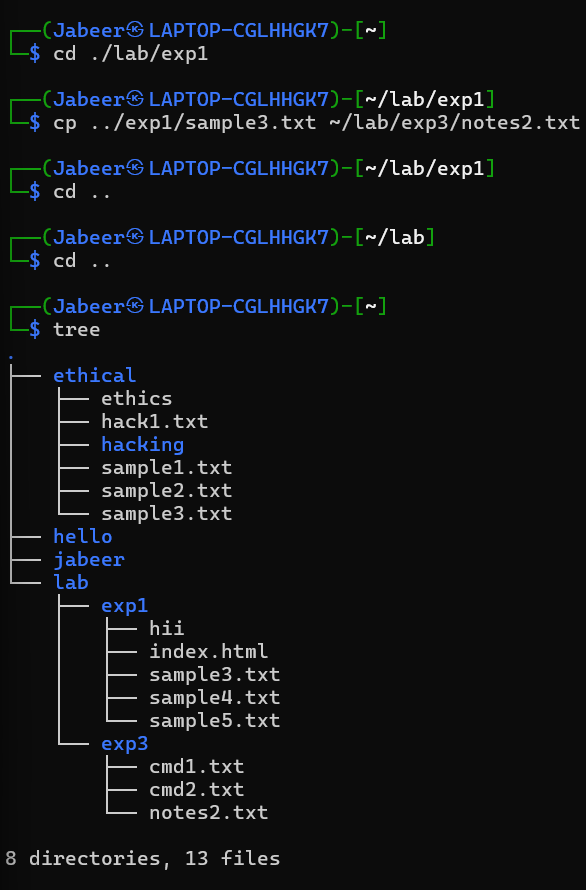 ┌──(Jabeer㉿LAPTOP-CGLHHGK7)-[~]
└─$ cd ./lab/exp1
┌──(Jabeer㉿LAPTOP-CGLHHGK7)-[~/lab/exp1]
└─$ cp ../exp1/sample3.txt ~/lab/exp3/notes2.txt
┌──(Jabeer㉿LAPTOP-CGLHHGK7)-[~/lab/exp1]
└─$ cd ..
┌──(Jabeer㉿LAPTOP-CGLHHGK7)-[~/lab]
└─$ cd ..
┌──(Jabeer㉿LAPTOP-CGLHHGK7)-[~]
└─$ tree
.
├── ethical
│   ├── ethics
│   ├── hack1.txt
│   ├── hacking
│   ├── sample1.txt
│   ├── sample2.txt
│   └── sample3.txt
├── hello
├── jabeer
└── lab
    ├── exp1
    │   ├── hii
    │   ├── index.html
    │   ├── sample3.txt
    │   ├── sample4.txt
    │   └── sample5.txt
    └── exp3
        ├── cmd1.txt
        ├── cmd2.txt
        └── notes2.txt
8 directories, 13 files